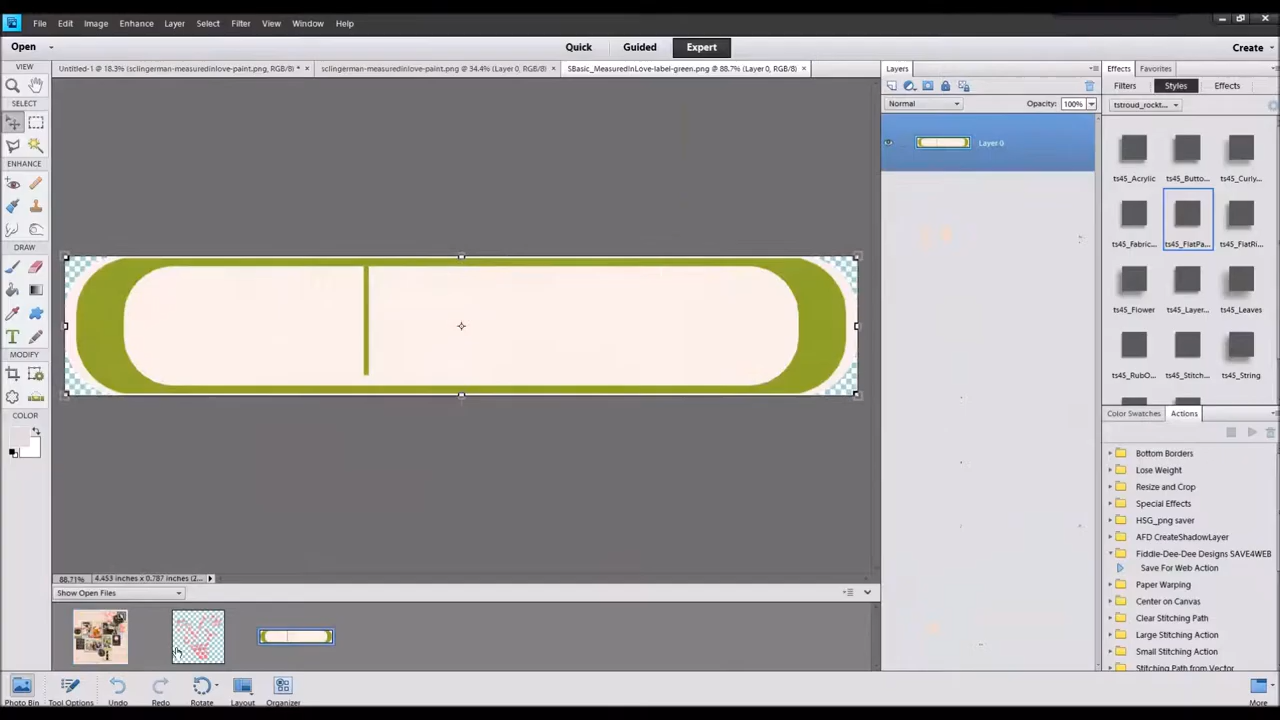 File Edit Image Enhance Layer Select Filter View Window Help
Open Quick Guided Expert Create
VIEW
SELECT
ENHANCE
DRAW
MODIFY
COLOR
Untitled-1 @ 18.3% (sclingerman-measuredinlove-paint.png, RGB/8) * ×
sclingerman-measuredinlove-paint.png @ 34.4% (Layer 0, RGB/8) ×
SBasic_MeasuredInLove-label-green.png @ 88.7% (Layer 0, RGB/8) ×
88.71% 4.453 inches x 0.787 inches (2...
Show Open Files
Photo Bin Tool Options Undo Redo Rotate Layout Organizer More
Layers
Normal Opacity: 100%
Layer 0
Effects Favorites
Filters Styles Effects
tstroud_rockt...
ts45_Acrylic ts45_Butto... ts45_Curly...
ts45_Fabric... ts45_FlatPa... ts45_FlatRi...
ts45_Flower ts45_Layer... ts45_Leaves
ts45_RubO... ts45_Stitch... ts45_String
Color Swatches Actions
Bottom Borders
Lose Weight
Resize and Crop
Special Effects
HSG_png saver
AFD CreateShadowLayer
Fiddle-Dee-Dee Designs SAVE4WEB
Save For Web Action
Paper Warping
Center on Canvas
Clear Stitching Path
Large Stitching Action
Small Stitching Action
Stitching Path from Vector